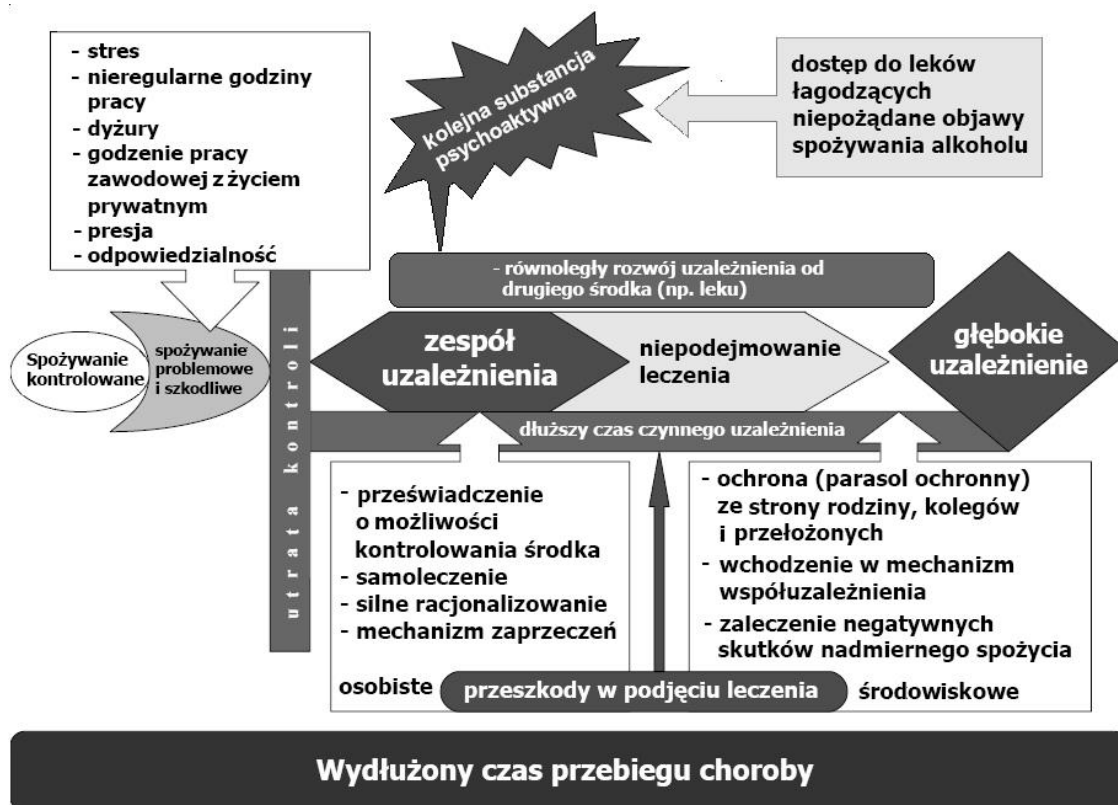 - stres
- nieregularne godziny
pracy
- dyżury
- godzenie pracy
zawodowej z życiem
prywatnym
- presja
- odpowiedzialność
kolejna substancja
psychoaktywna
dostęp do leków
łagodzących
niepożądane objawy
spożywania alkoholu
- równoległy rozwój uzależnienia od
drugiego środka (np. leku)
Spożywanie
kontrolowane
spożywanie
problemowe
i szkodliwe
utrata kontroli
zespół
uzależnienia
niepodejmowanie
leczenia
głębokie
uzależnienie
dłuższy czas czynnego uzależnienia
- przeświadczenie
o możliwości
kontrolowania środka
- samoleczenie
- silne racjonalizowanie
- mechanizm zaprzeczeń
- ochrona (parasol ochronny)
ze strony rodziny, kolegów
i przełożonych
- wchodzenie w mechanizm
współuzależnienia
- zaleczenie negatywnych
skutków nadmiernego spożycia
osobiste
przeszkody w podjęciu leczenia
środowiskowe
Wydłużony czas przebiegu choroby